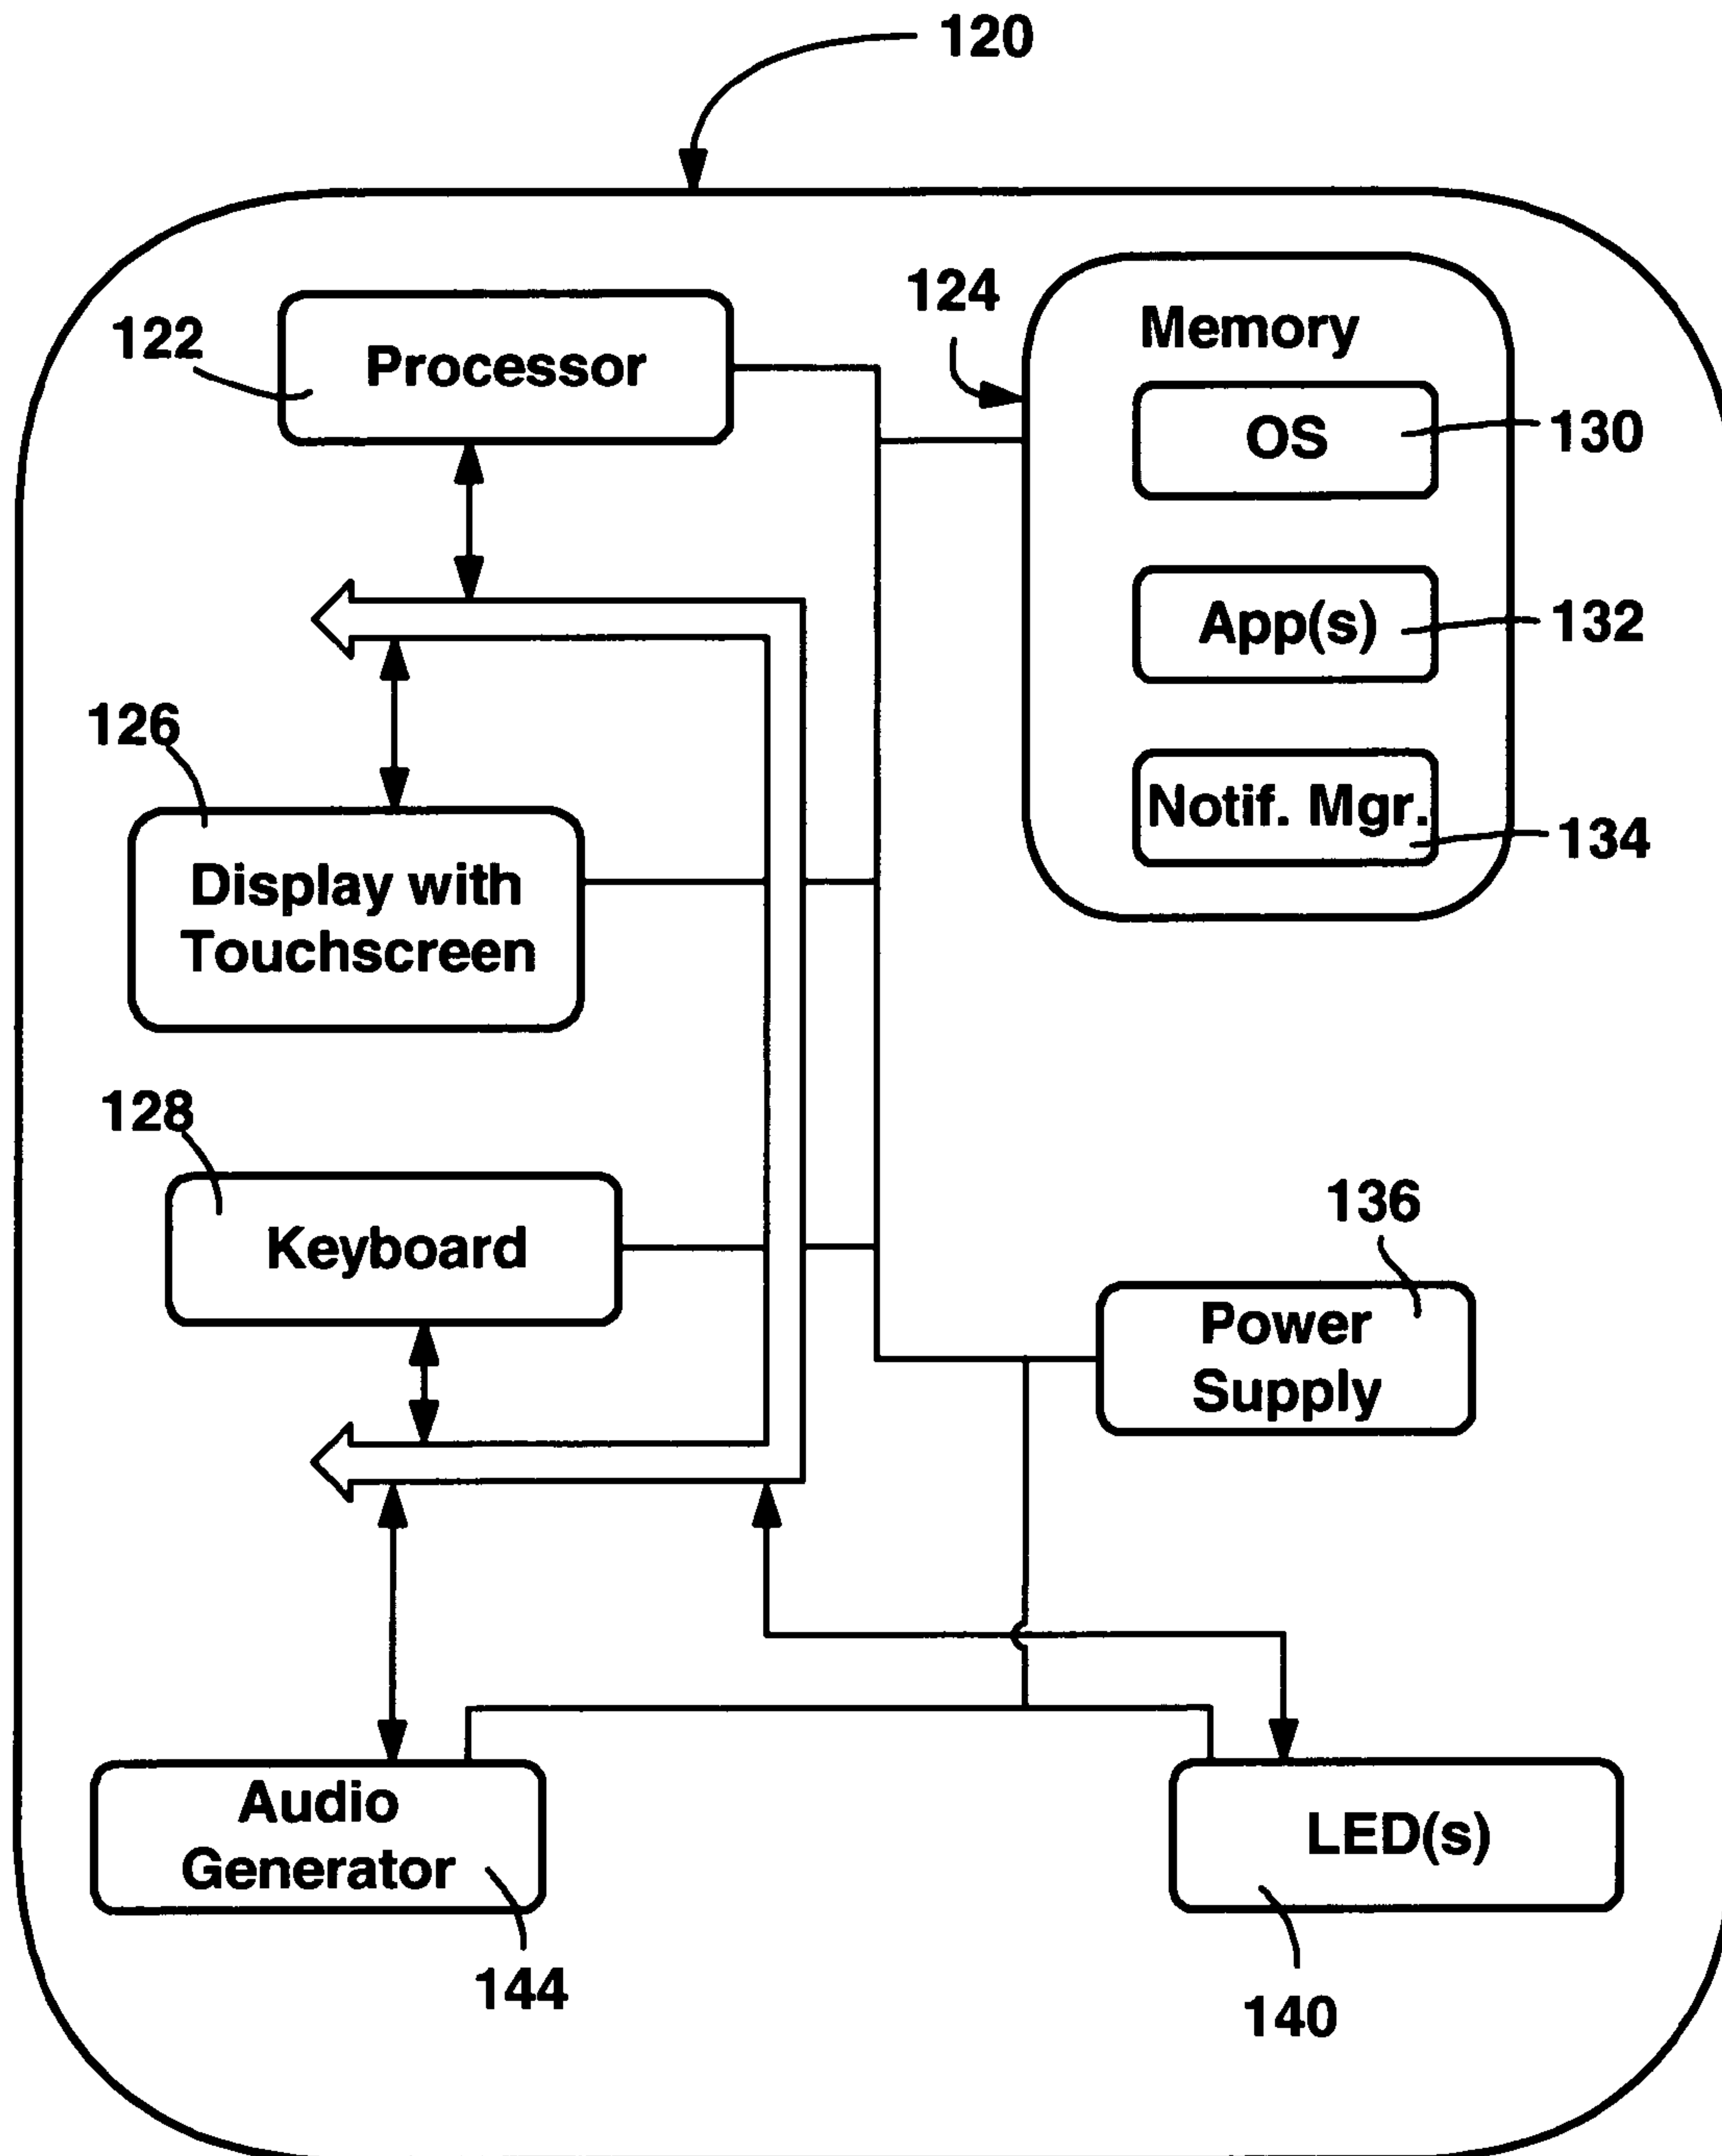 120
124
Memory
122
Processor
OS
130
App(s)
132
126
Notif. Mgr.
134
Display with
Touchscreen
128
Keyboard
136
Power
Supply
Audio
Generator
LED(s)
144
140